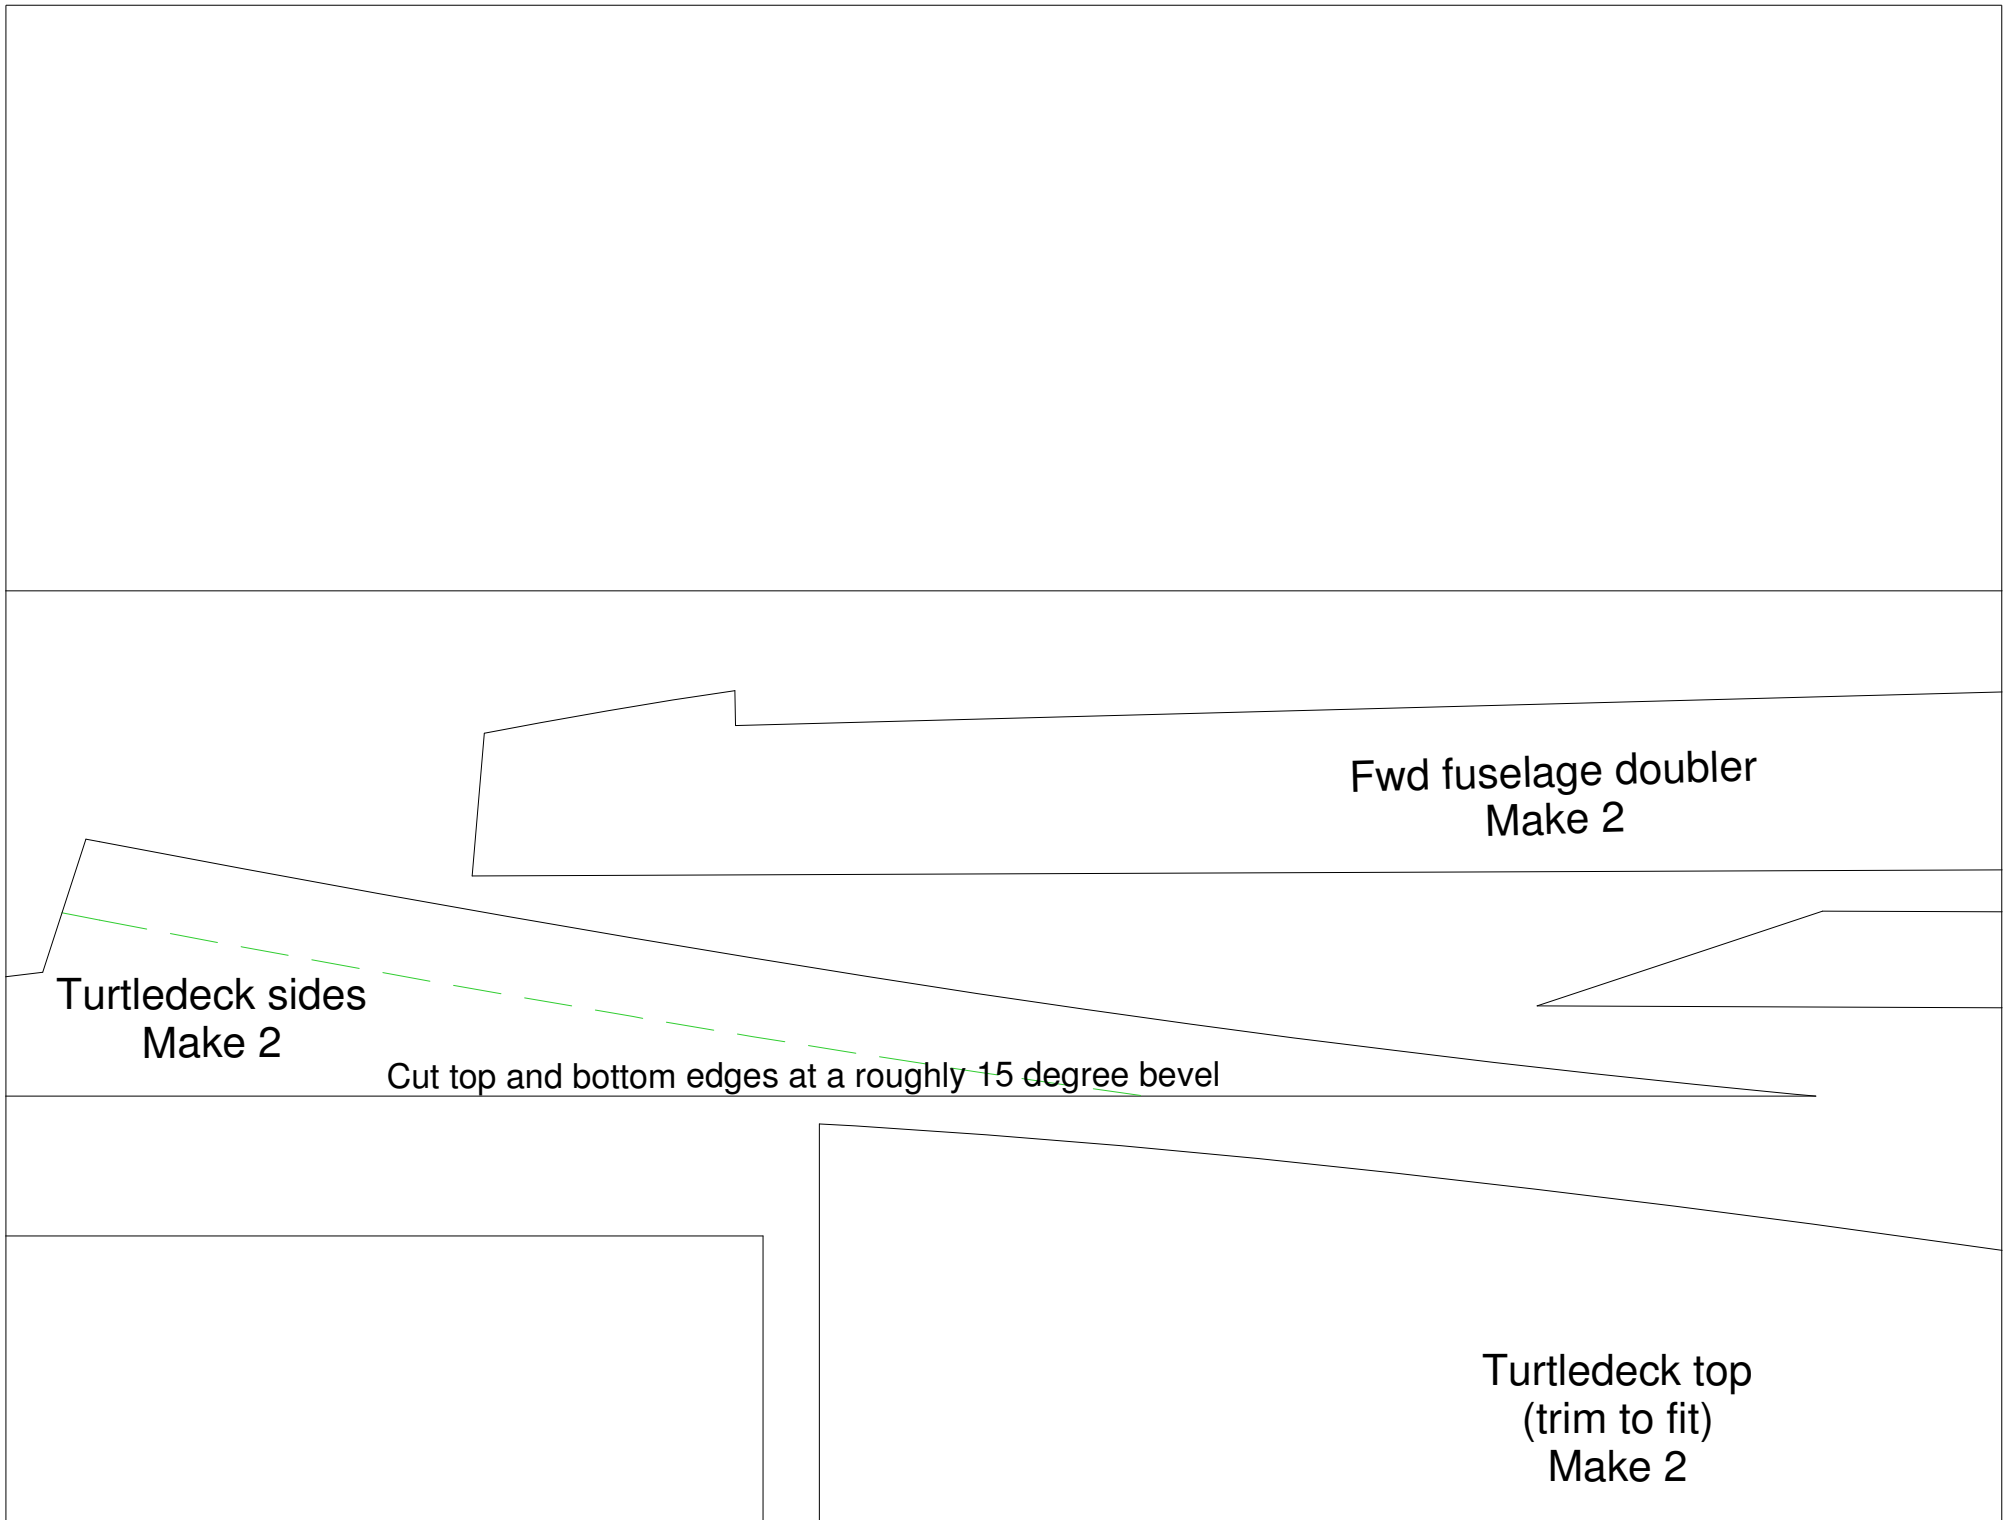 Fwd fuselage doubler
Make 2
Turtledeck sides
Make 2
Cut top and bottom edges at a roughly 15 degree bevel
Turtledeck top
(trim to fit)
Make 2